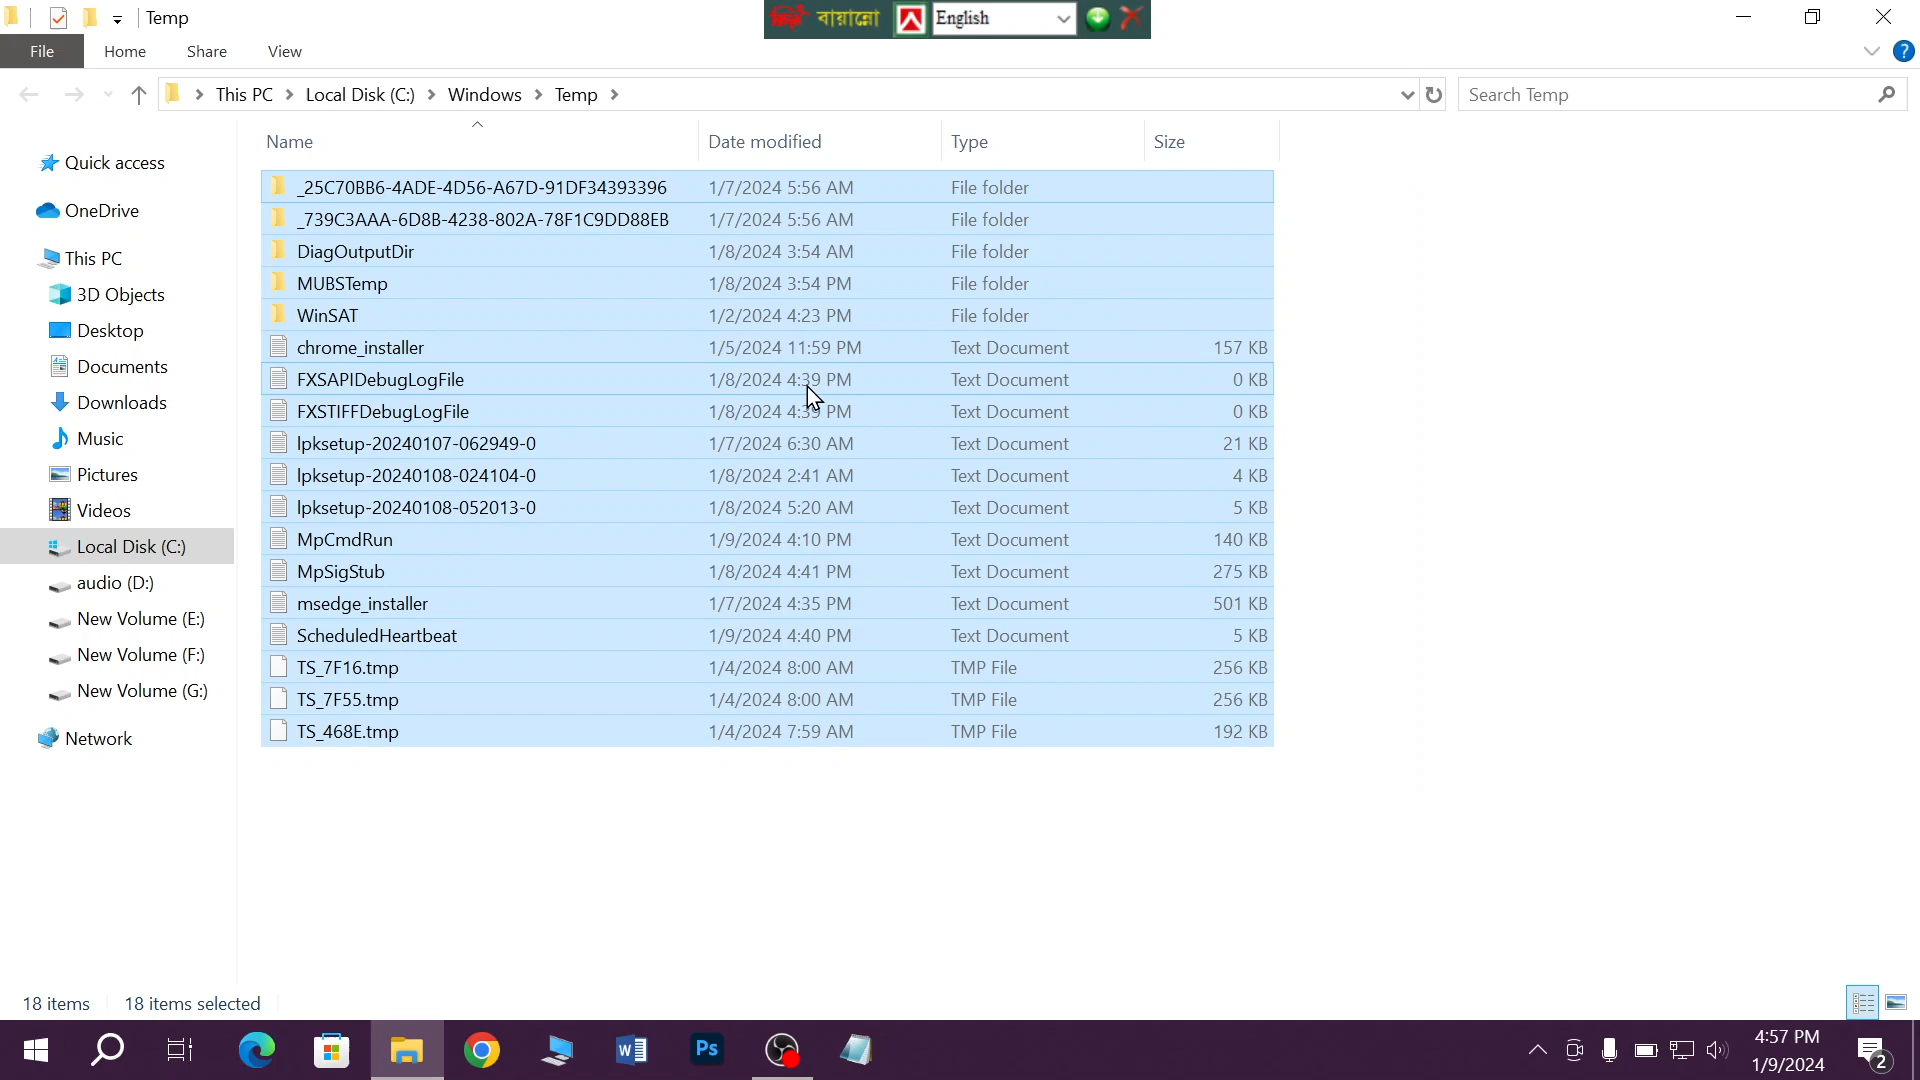 Temp
বায়ান্নো
English
File
Home
Share
View
This PC
Local Disk (C:)
Windows
Temp
Search Temp
Name
Date modified
Type
Size
Quick access
OneDrive
This PC
3D Objects
Desktop
Documents
Downloads
Music
Pictures
Videos
Local Disk (C:)
audio (D:)
New Volume (E:)
New Volume (F:)
New Volume (G:)
Network
_25C70BB6-4ADE-4D56-A67D-91DF34393396 1/7/2024 5:56 AM File folder
_739C3AAA-6D8B-4238-802A-78F1C9DD88EB 1/7/2024 5:56 AM File folder
DiagOutputDir 1/8/2024 3:54 AM File folder
MUBSTemp 1/8/2024 3:54 PM File folder
WinSAT 1/2/2024 4:23 PM File folder
chrome_installer 1/5/2024 11:59 PM Text Document 157 KB
FXSAPIDebugLogFile 1/8/2024 4:39 PM Text Document 0 KB
FXSTIFFDebugLogFile 1/8/2024 4:39 PM Text Document 0 KB
lpksetup-20240107-062949-0 1/7/2024 6:30 AM Text Document 21 KB
lpksetup-20240108-024104-0 1/8/2024 2:41 AM Text Document 4 KB
lpksetup-20240108-052013-0 1/8/2024 5:20 AM Text Document 5 KB
MpCmdRun 1/9/2024 4:10 PM Text Document 140 KB
MpSigStub 1/8/2024 4:41 PM Text Document 275 KB
msedge_installer 1/7/2024 4:35 PM Text Document 501 KB
ScheduledHeartbeat 1/9/2024 4:40 PM Text Document 5 KB
TS_7F16.tmp 1/4/2024 8:00 AM TMP File 256 KB
TS_7F55.tmp 1/4/2024 8:00 AM TMP File 256 KB
TS_468E.tmp 1/4/2024 7:59 AM TMP File 192 KB
18 items
18 items selected
W
Ps
4:57 PM
1/9/2024
2